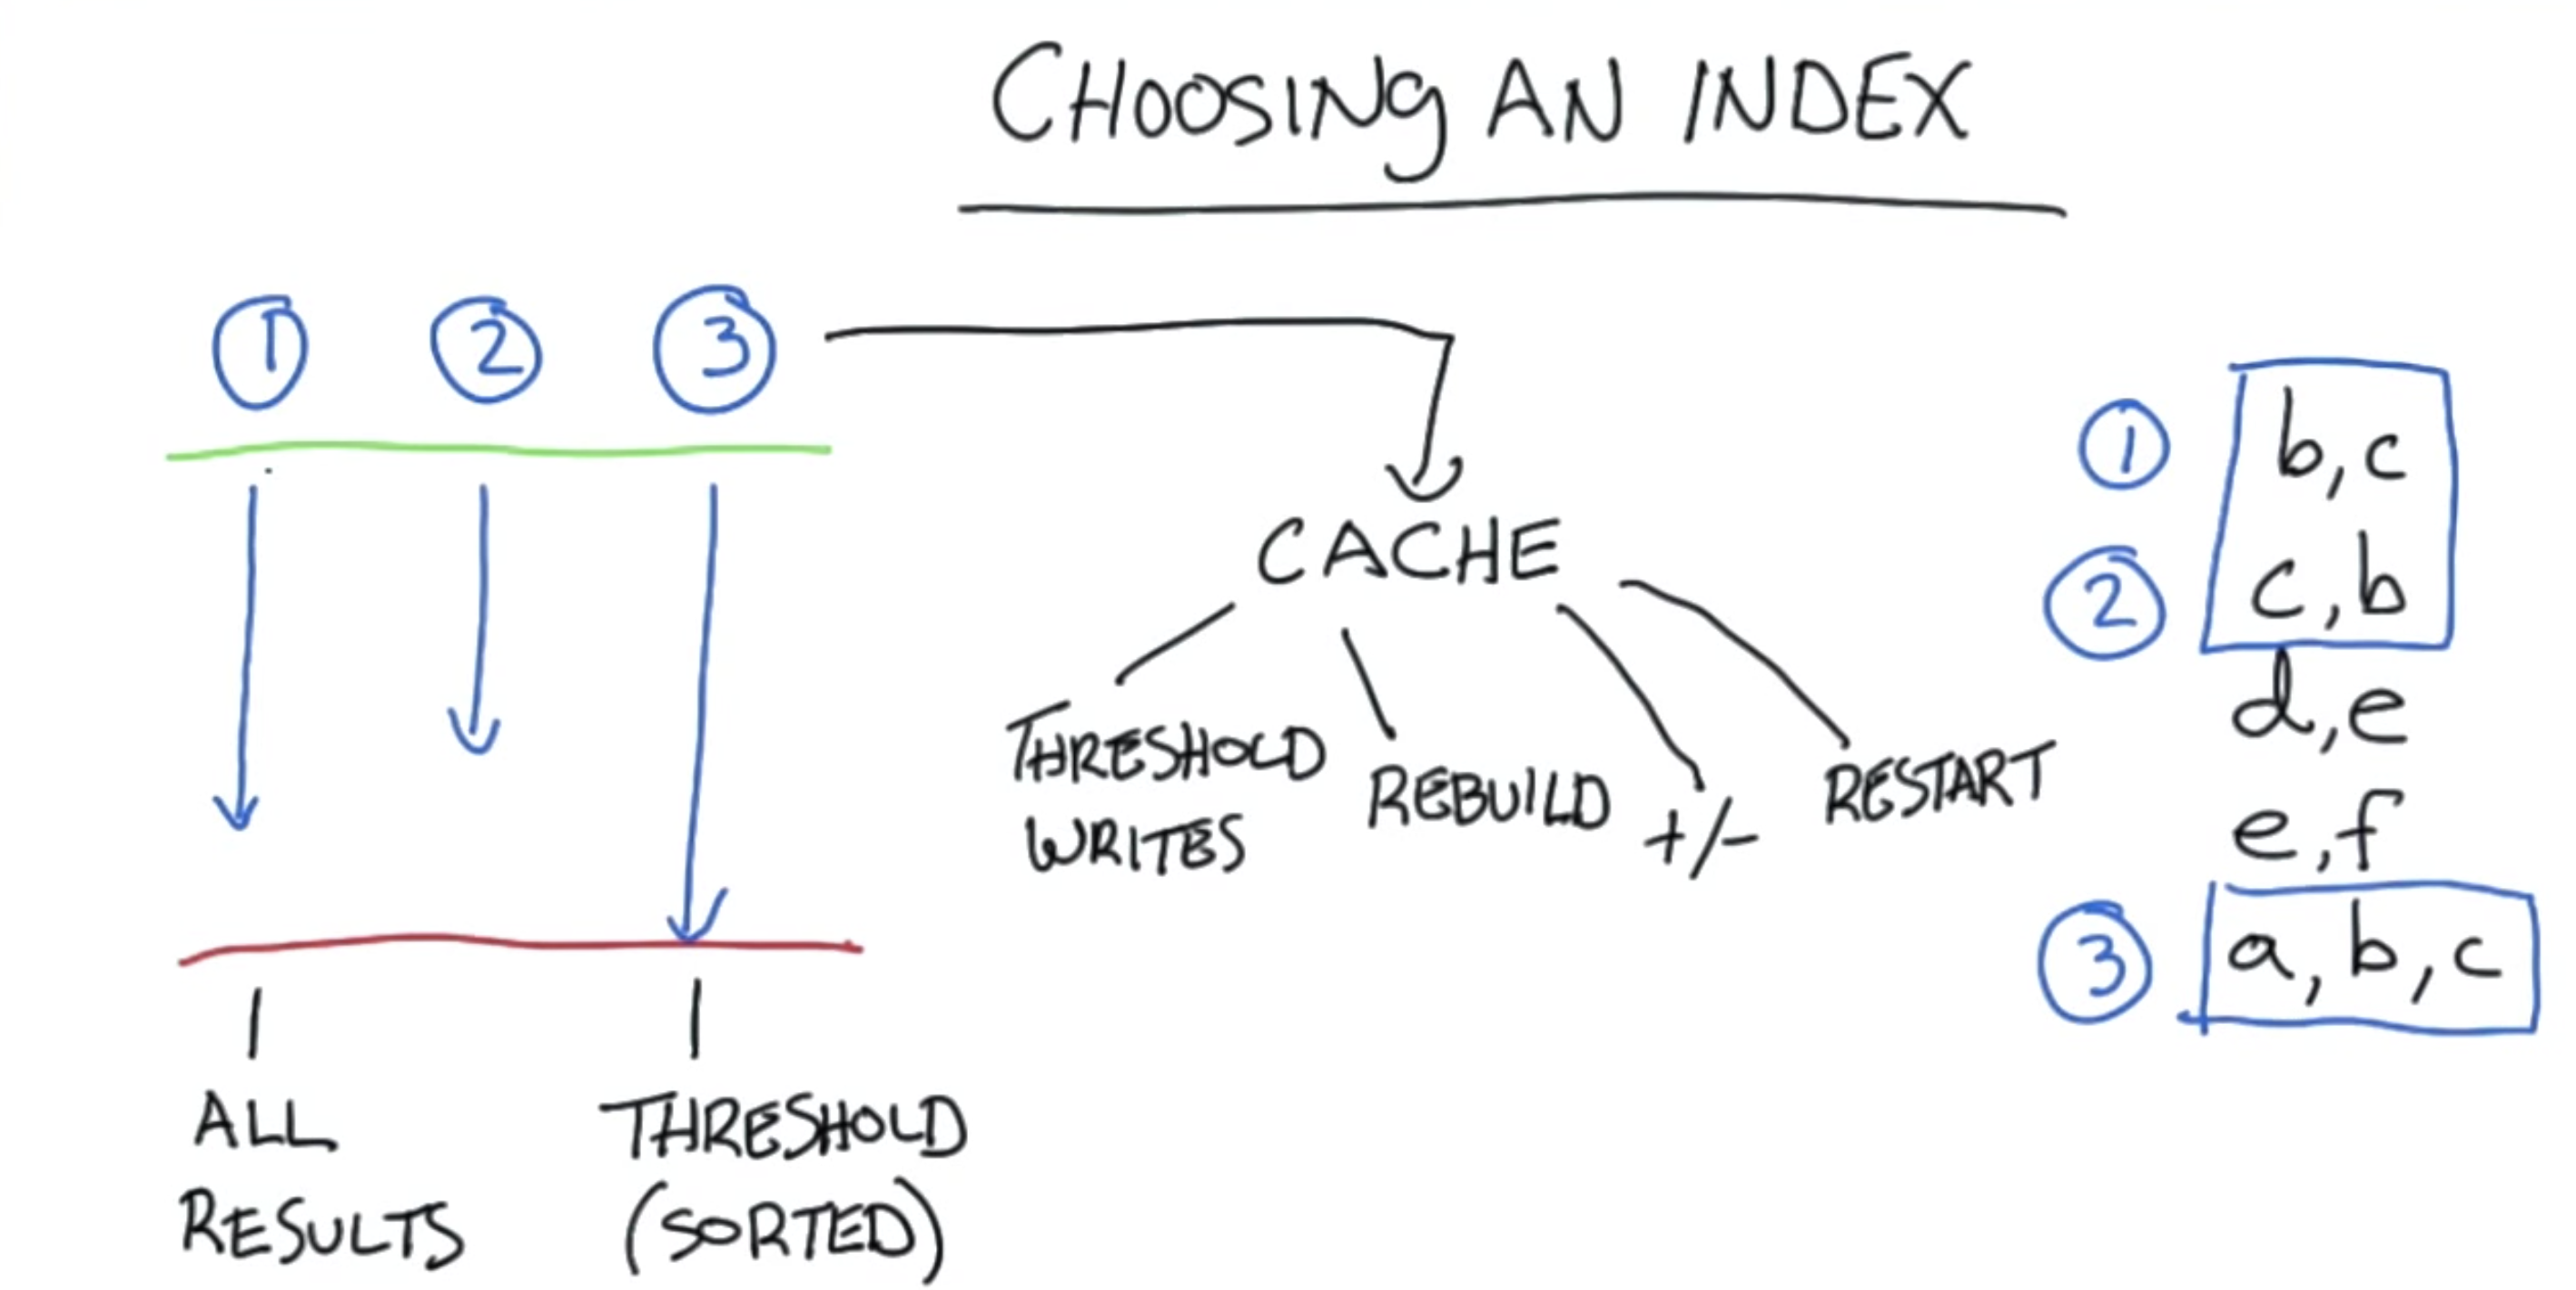 CHOOSINg AN INDEX
1 2 3
CACHE
THRESHOLD
WRITES
REBUILD
+/-
RESTART
ALL
RESULTS
THRESHOLD
(SORTED)
1 b,c
2 c,b
d,e
e,f
3 a,b,c